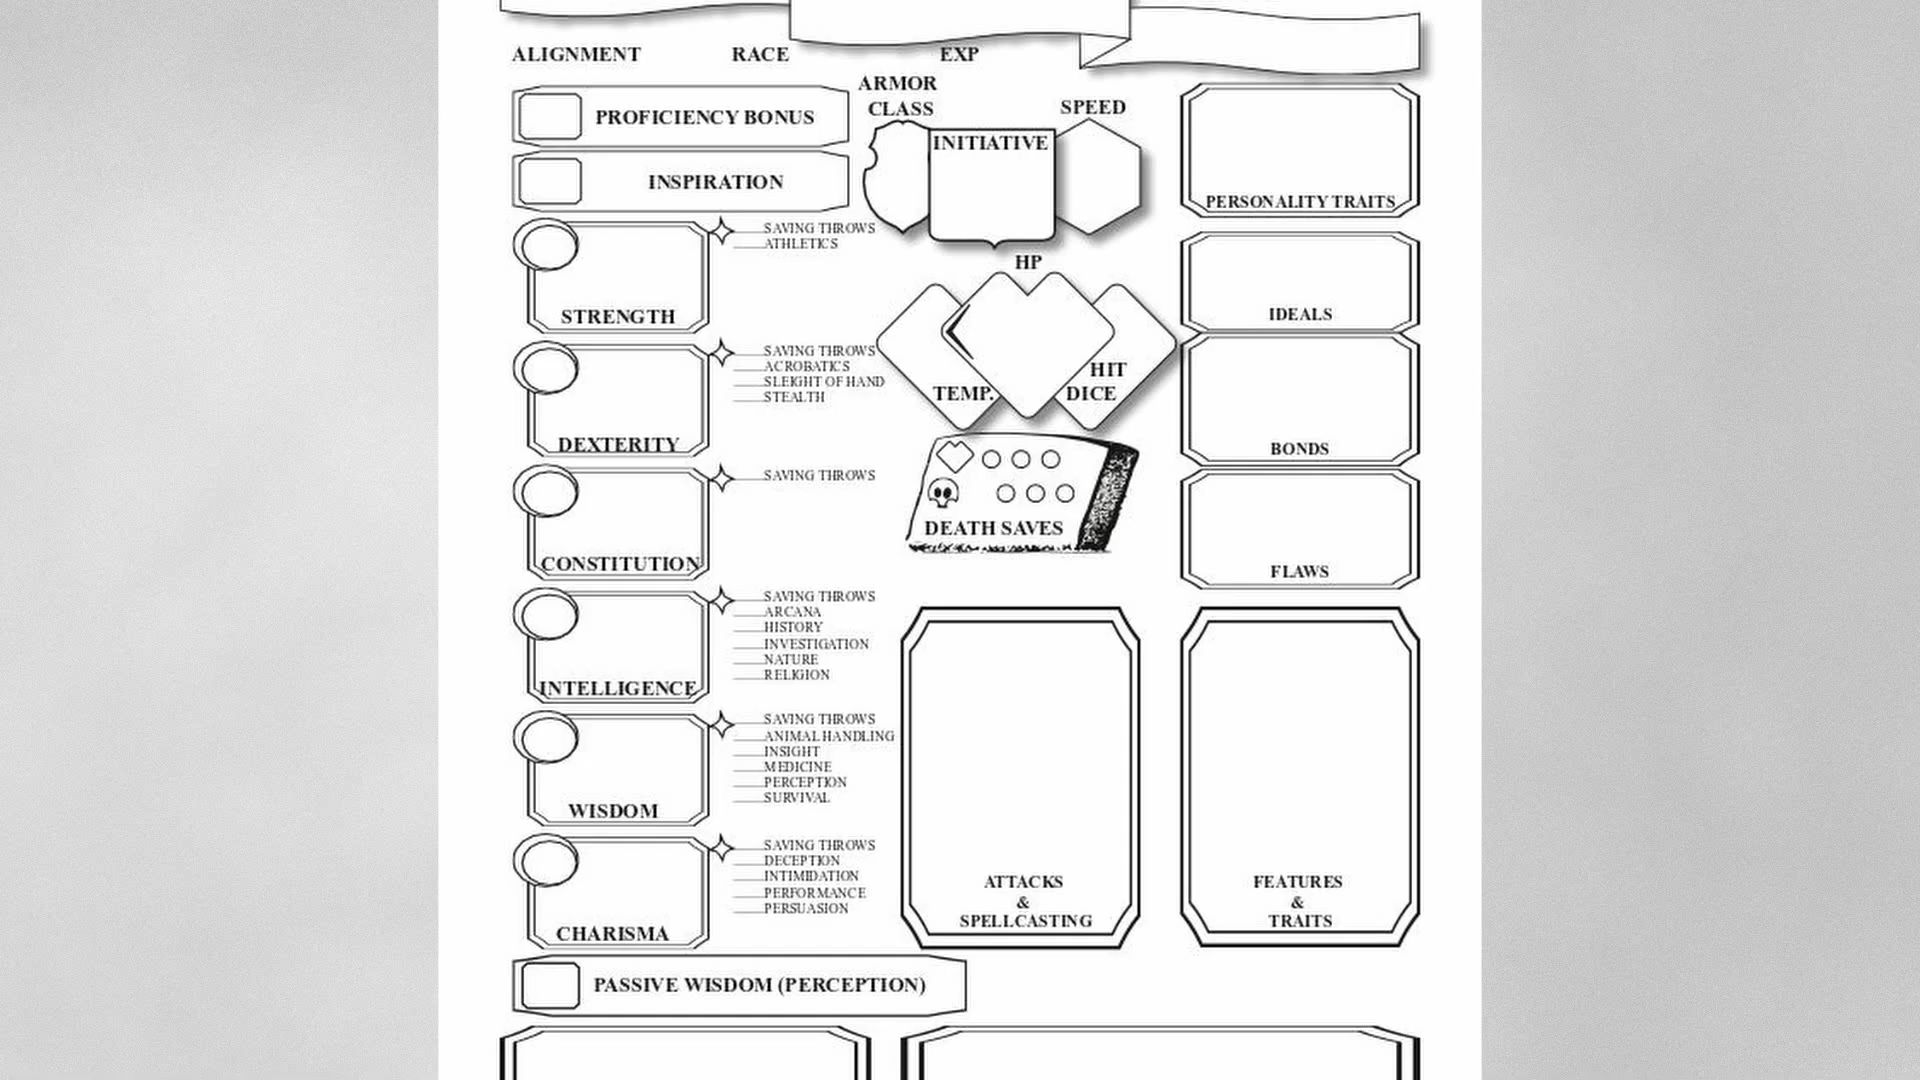 ALIGNMENT RACE EXP
ARMOR
CLASS
SPEED
PROFICIENCY BONUS
INITIATIVE
INSPIRATION
PERSONALITY TRAITS
SAVING THROWS
ATHLETICS
STRENGTH
HP
IDEALS
SAVING THROWS
ACROBATICS
SLEIGHT OF HAND
STEALTH
DEXTERITY
TEMP.
HIT
DICE
BONDS
SAVING THROWS
CONSTITUTION
DEATH SAVES
FLAWS
SAVING THROWS
ARCANA
HISTORY
INVESTIGATION
NATURE
RELIGION
INTELLIGENCE
SAVING THROWS
ANIMAL HANDLING
INSIGHT
MEDICINE
PERCEPTION
SURVIVAL
WISDOM
SAVING THROWS
DECEPTION
INTIMIDATION
PERFORMANCE
PERSUASION
CHARISMA
ATTACKS
&
SPELLCASTING
FEATURES
&
TRAITS
PASSIVE WISDOM (PERCEPTION)